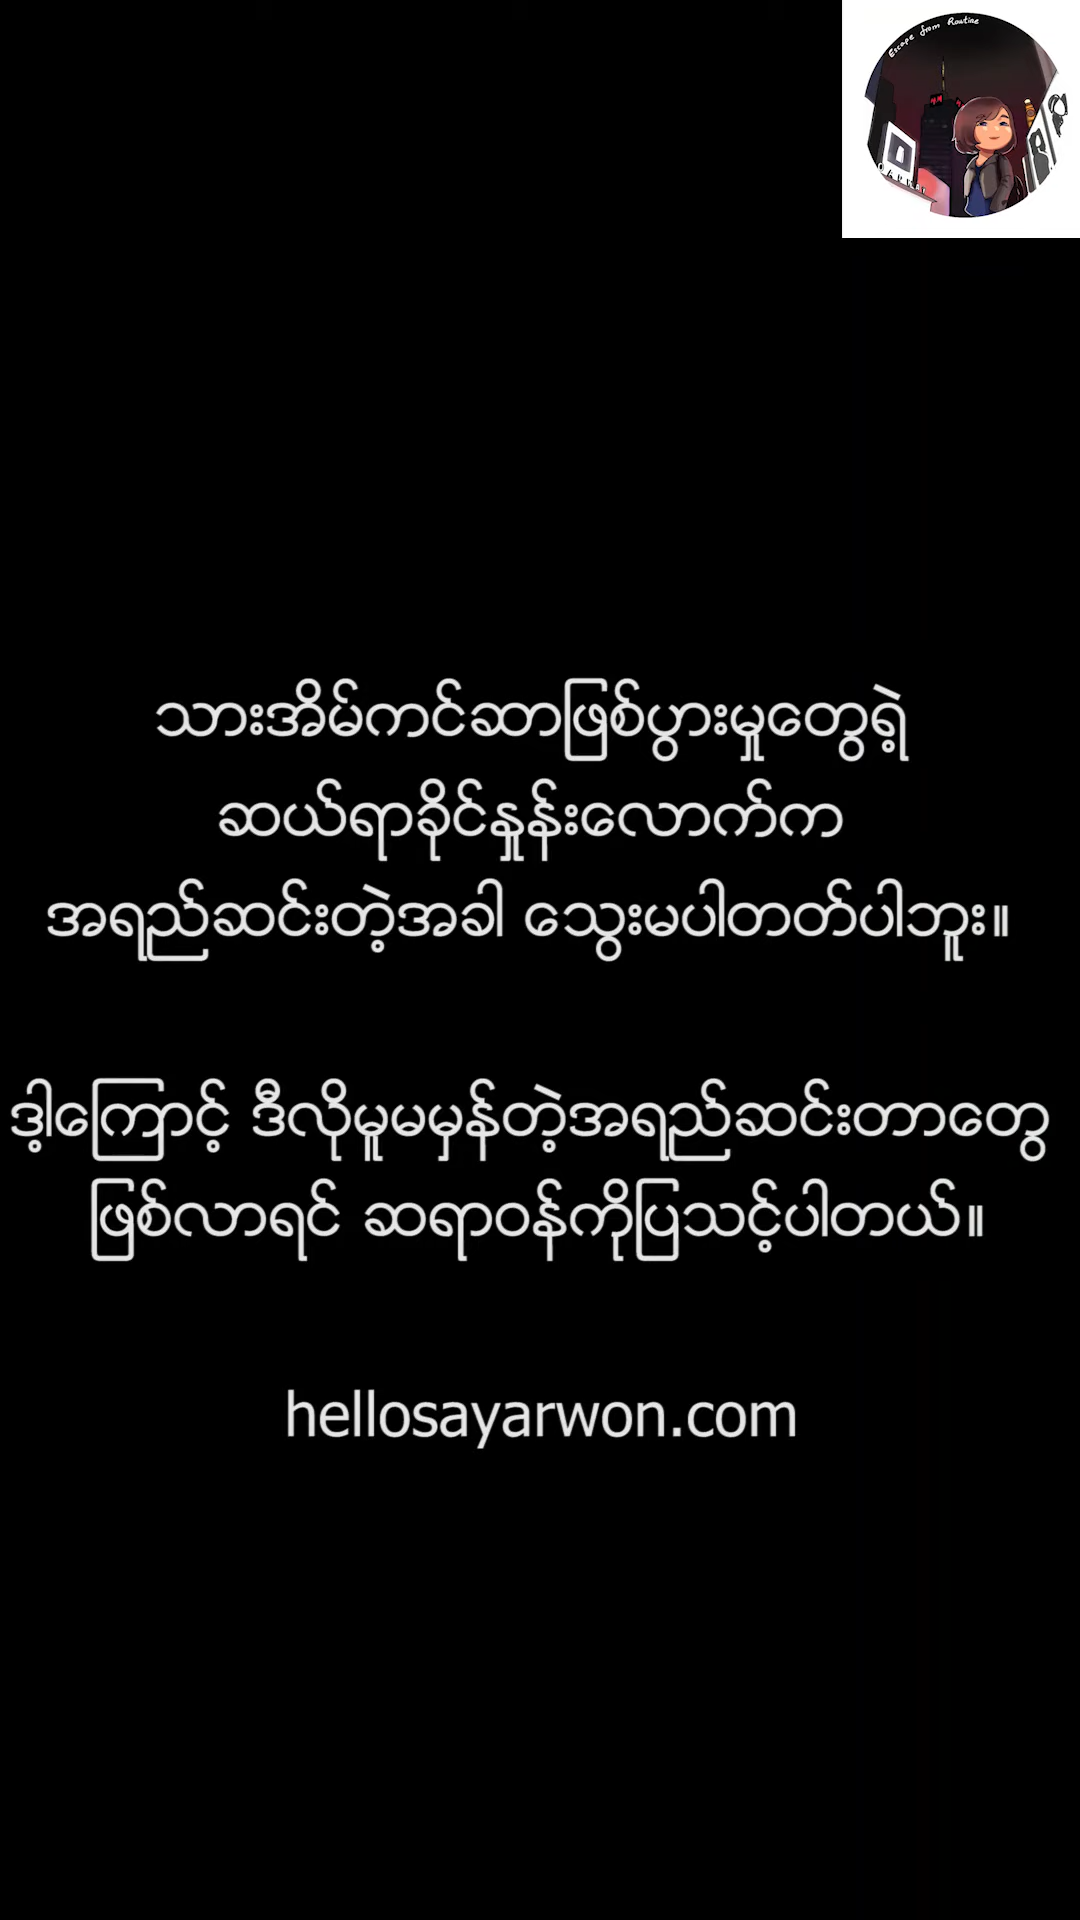 Escape from Routine
သားအိမ်ကင်ဆာဖြစ်ပွားမှုတွေရဲ့
ဆယ်ရာခိုင်နှုန်းလောက်က
အရည်ဆင်းတဲ့အခါ သွေးမပါတတ်ပါဘူး။
ဒါ့ကြောင့် ဒီလိုမူမမှန်တဲ့အရည်ဆင်းတာတွေ
ဖြစ်လာရင် ဆရာဝန်ကိုပြသင့်ပါတယ်။
hellosayarwon.com